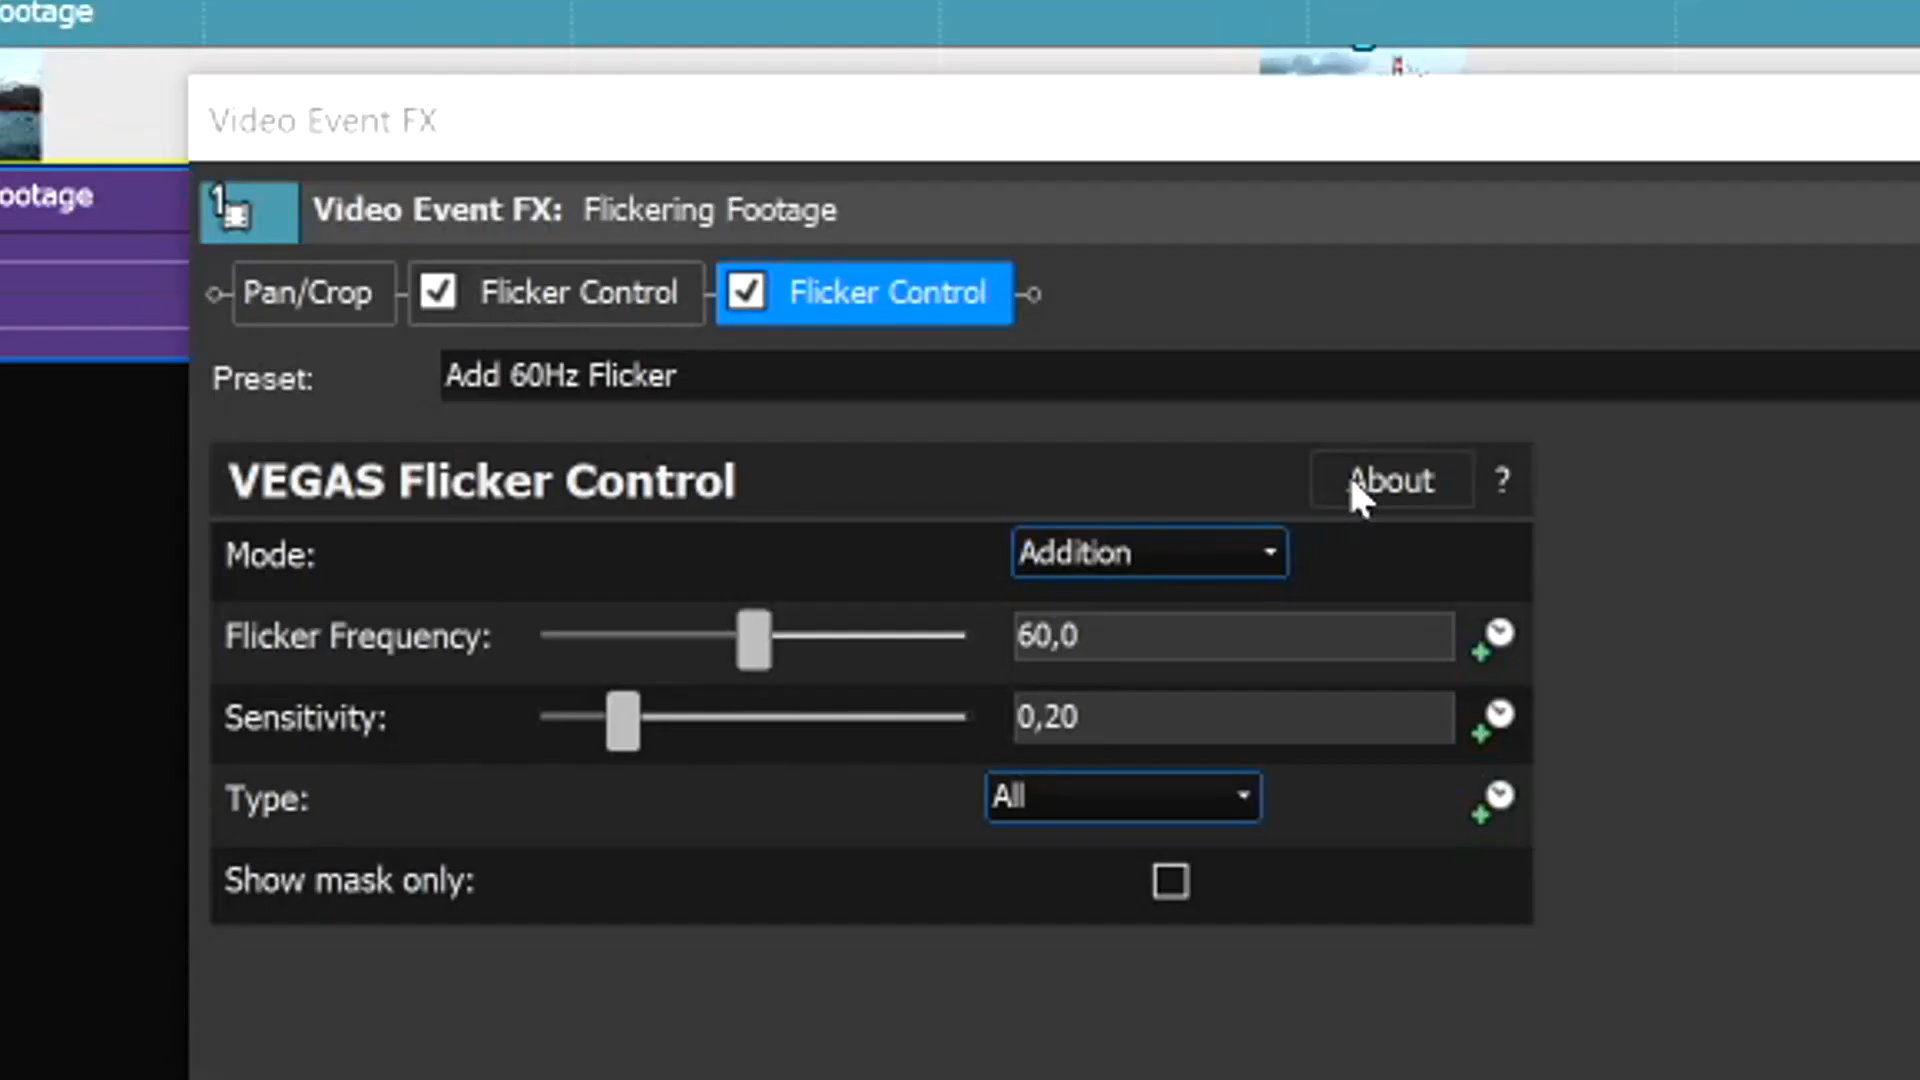 ootage
Video Event FX
ootage
1
Video Event FX: Flickering Footage
Pan/Crop
Flicker Control
Flicker Control
Preset:
Add 60Hz Flicker
VEGAS Flicker Control
About
?
Mode:
Addition
Flicker Frequency:
60,0
Sensitivity:
0,20
Type:
All
Show mask only: